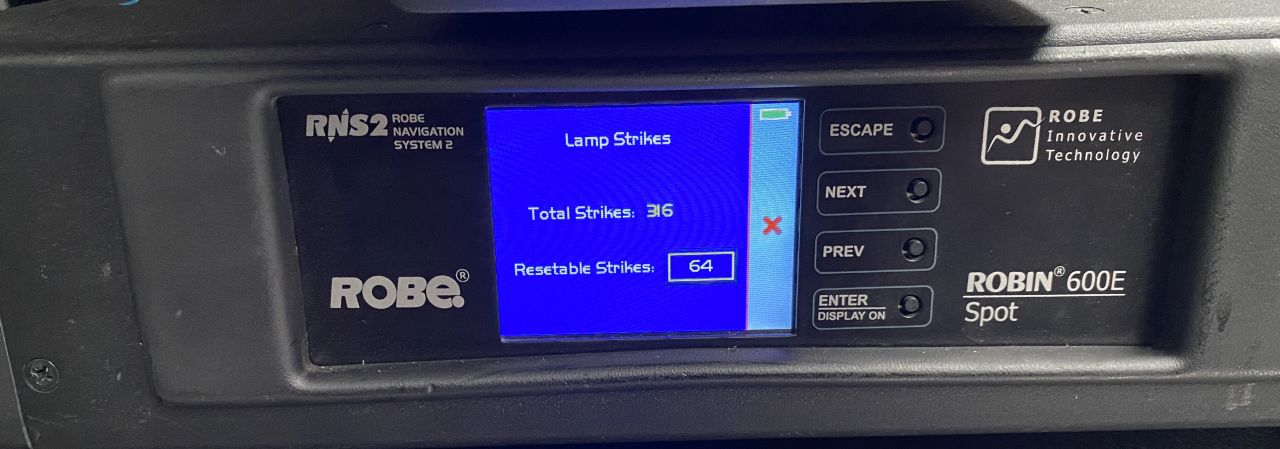 RNS2 ROBE
NAVIGATION
SYSTEM 2
ROBe.®
Lamp Strikes
Total Strikes: 316
Resetable Strikes: 64
ESCAPE
NEXT
PREV
ENTER
DISPLAY ON
ROBE
Innovative
Technology
ROBIN® 600E
Spot